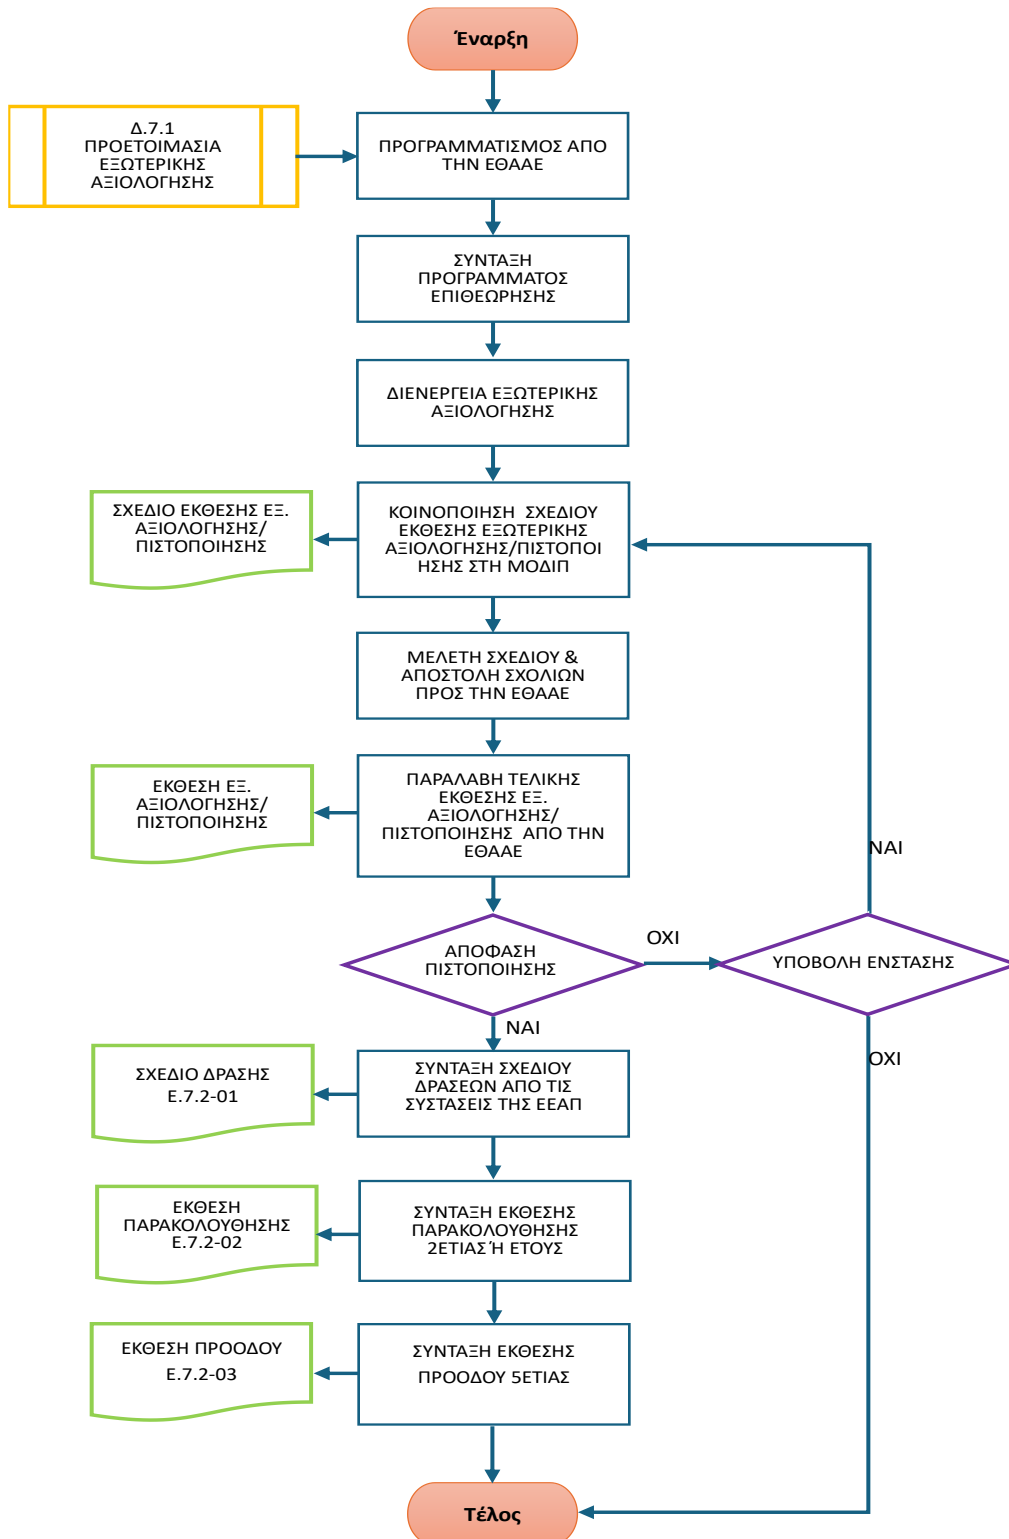 Έναρξη
Δ.7.1
ΠΡΟΕΤΟΙΜΑΣΙΑ
ΕΞΩΤΕΡΙΚΗΣ
ΑΞΙΟΛΟΓΗΣΗΣ
ΠΡΟΓΡΑΜΜΑΤΙΣΜΟΣ ΑΠΟ
ΤΗΝ ΕΘΑΑΕ
ΣΥΝΤΑΞΗ
ΠΡΟΓΡΑΜΜΑΤΟΣ
ΕΠΙΘΕΩΡΗΣΗΣ
ΔΙΕΝΕΡΓΕΙΑ ΕΞΩΤΕΡΙΚΗΣ
ΑΞΙΟΛΟΓΗΣΗΣ
ΣΧΕΔΙΟ ΕΚΘΕΣΗΣ ΕΞ.
ΑΞΙΟΛΟΓΗΣΗΣ/
ΠΙΣΤΟΠΟΙΗΣΗΣ
ΚΟΙΝΟΠΟΙΗΣΗ ΣΧΕΔΙΟΥ
ΕΚΘΕΣΗΣ ΕΞΩΤΕΡΙΚΗΣ
ΑΞΙΟΛΟΓΗΣΗΣ/ΠΙΣΤΟΠΟΙ
ΗΣΗΣ ΣΤΗ ΜΟΔΙΠ
ΜΕΛΕΤΗ ΣΧΕΔΙΟΥ &
ΑΠΟΣΤΟΛΗ ΣΧΟΛΙΩΝ
ΠΡΟΣ ΤΗΝ ΕΘΑΑΕ
ΕΚΘΕΣΗ ΕΞ.
ΑΞΙΟΛΟΓΗΣΗΣ/
ΠΙΣΤΟΠΟΙΗΣΗΣ
ΠΑΡΑΛΑΒΗ ΤΕΛΙΚΗΣ
ΕΚΘΕΣΗΣ ΕΞ.
ΑΞΙΟΛΟΓΗΣΗΣ/
ΠΙΣΤΟΠΟΙΗΣΗΣ ΑΠΟ ΤΗΝ
ΕΘΑΑΕ
ΝΑΙ
ΑΠΟΦΑΣΗ
ΠΙΣΤΟΠΟΙΗΣΗΣ
ΟΧΙ
ΥΠΟΒΟΛΗ ΕΝΣΤΑΣΗΣ
ΝΑΙ
ΟΧΙ
ΣΧΕΔΙΟ ΔΡΑΣΗΣ
Ε.7.2-01
ΣΥΝΤΑΞΗ ΣΧΕΔΙΟΥ
ΔΡΑΣΕΩΝ ΑΠΟ ΤΙΣ
ΣΥΣΤΑΣΕΙΣ ΤΗΣ ΕΕΑΠ
ΕΚΘΕΣΗ
ΠΑΡΑΚΟΛΟΥΘΗΣΗΣ
Ε.7.2-02
ΣΥΝΤΑΞΗ ΕΚΘΕΣΗΣ
ΠΑΡΑΚΟΛΟΥΘΗΣΗΣ
2ΕΤΙΑΣ Ή ΕΤΟΥΣ
ΕΚΘΕΣΗ ΠΡΟΟΔΟΥ
Ε.7.2-03
ΣΥΝΤΑΞΗ ΕΚΘΕΣΗΣ
ΠΡΟΟΔΟΥ 5ΕΤΙΑΣ
Τέλος